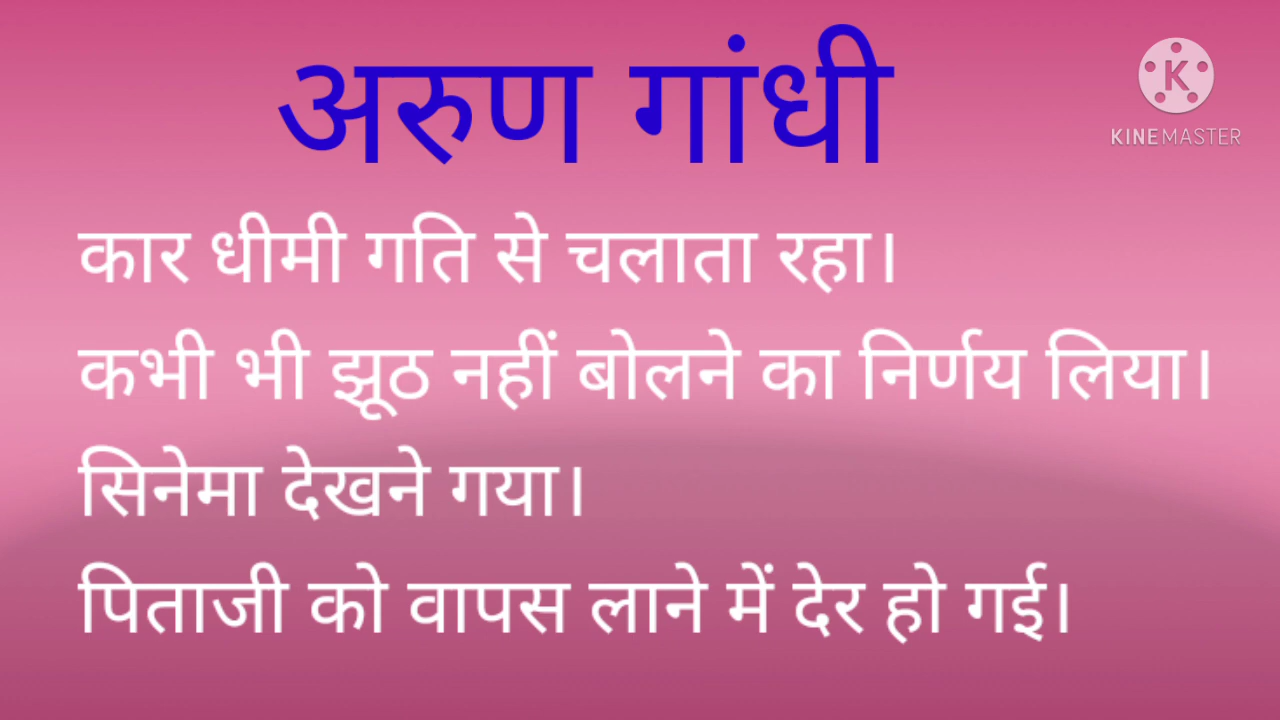 अरुण गांधी
KINEMASTER
कार धीमी गति से चलाता रहा।
कभी भी झूठ नहीं बोलने का निर्णय लिया।
सिनेमा देखने गया।
पिताजी को वापस लाने में देर हो गई।